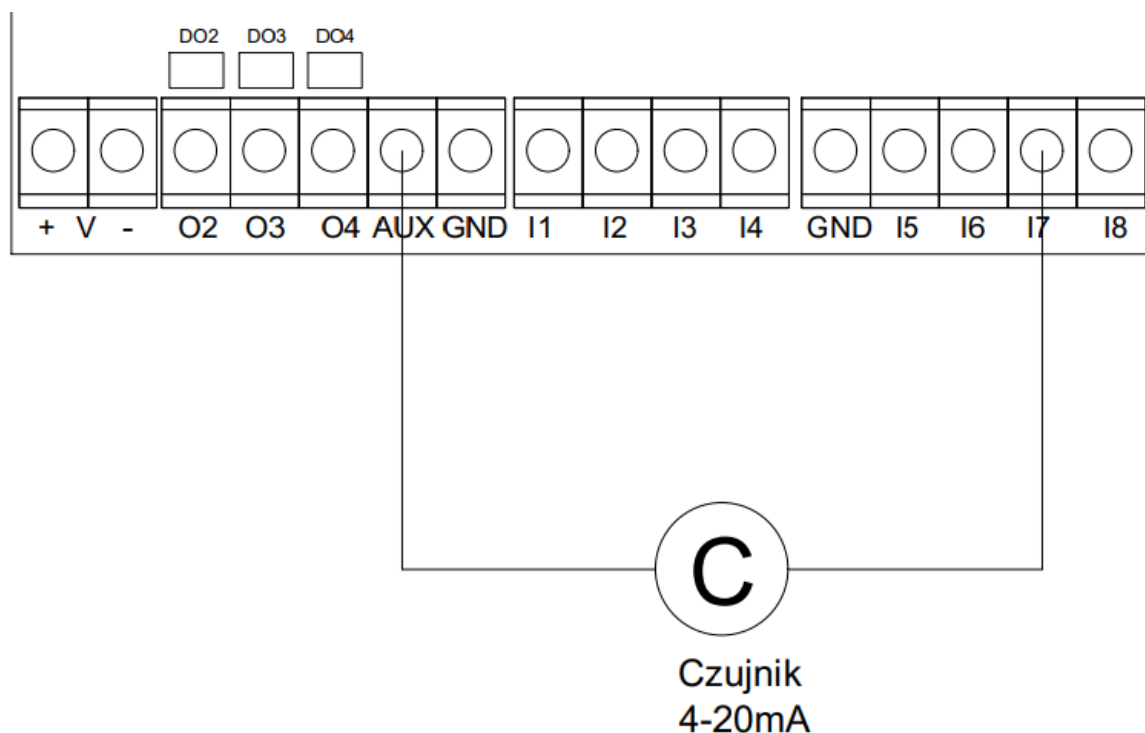 DO2 DO3 DO4
+ V - O2 O3 O4 AUX GND I1 I2 I3 I4 GND I5 I6 I7 I8
C
Czujnik
4-20mA